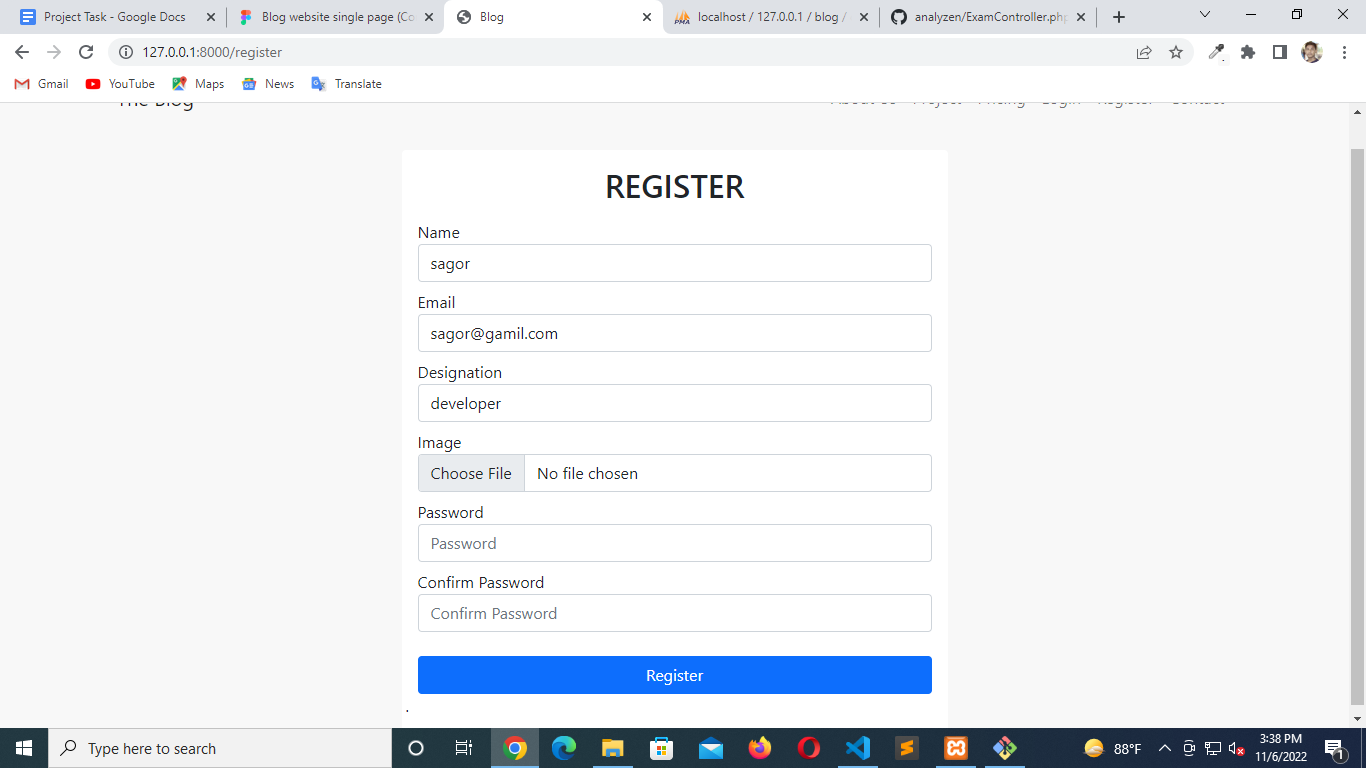 Project Task - Google Docs
Blog website single page (Co
Blog
localhost / 127.0.0.1 / blog /
analyzen/ExamController.php
127.0.0.1:8000/register
Gmail YouTube Maps News Translate
The Blog
About Us Project Pricing Login Register Contact
REGISTER
Name
sagor
Email
sagor@gamil.com
Designation
developer
Image
Choose File No file chosen
Password
Password
Confirm Password
Confirm Password
Register
.
Type here to search
88°F
3:38 PM
11/6/2022
1